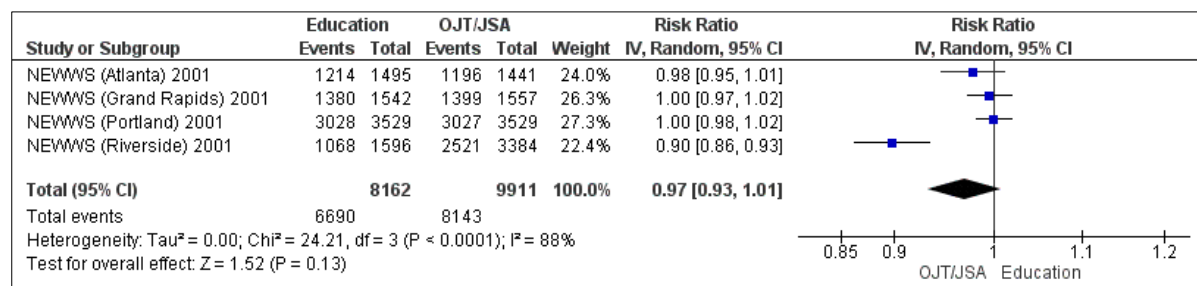 Education OJT/JSA Risk Ratio Risk Ratio
Study or Subgroup Events Total Events Total Weight IV, Random, 95% CI IV, Random, 95% CI
NEWWS (Atlanta) 2001 1214 1495 1196 1441 24.0% 0.98 [0.95, 1.01]
NEWWS (Grand Rapids) 2001 1380 1542 1399 1557 26.3% 1.00 [0.97, 1.02]
NEWWS (Portland) 2001 3028 3529 3027 3529 27.3% 1.00 [0.98, 1.02]
NEWWS (Riverside) 2001 1068 1596 2521 3384 22.4% 0.90 [0.86, 0.93]
Total (95% CI) 8162 9911 100.0% 0.97 [0.93, 1.01]
Total events 6690 8143
Heterogeneity: Tau² = 0.00; Chi² = 24.21, df = 3 (P < 0.0001); I² = 88%
Test for overall effect: Z = 1.52 (P = 0.13)
0.85 0.9 1 1.1 1.2
OJT/JSA Education